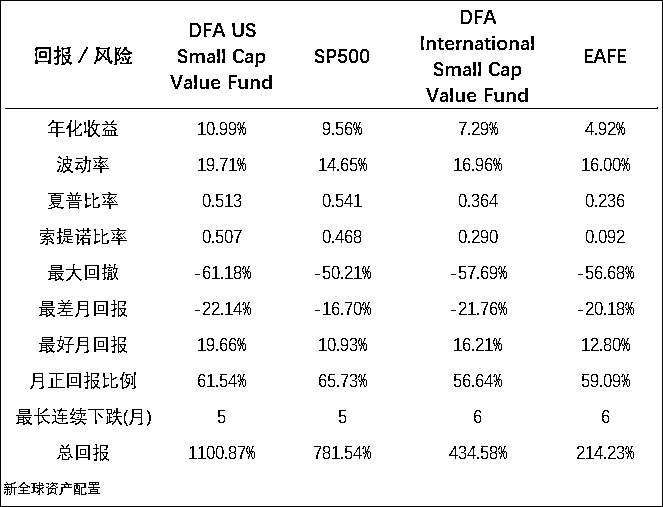 回报／风险 DFA US Small Cap Value Fund SP500 DFA International Small Cap Value Fund EAFE
年化收益 10.99% 9.56% 7.29% 4.92%
波动率 19.71% 14.65% 16.96% 16.00%
夏普比率 0.513 0.541 0.364 0.236
索提诺比率 0.507 0.468 0.290 0.092
最大回撤 -61.18% -50.21% -57.69% -56.68%
最差月回报 -22.14% -16.70% -21.76% -20.18%
最好月回报 19.66% 10.93% 16.21% 12.80%
月正回报比例 61.54% 65.73% 56.64% 59.09%
最长连续下跌(月) 5 5 6 6
总回报 1100.87% 781.54% 434.58% 214.23%
新全球资产配置